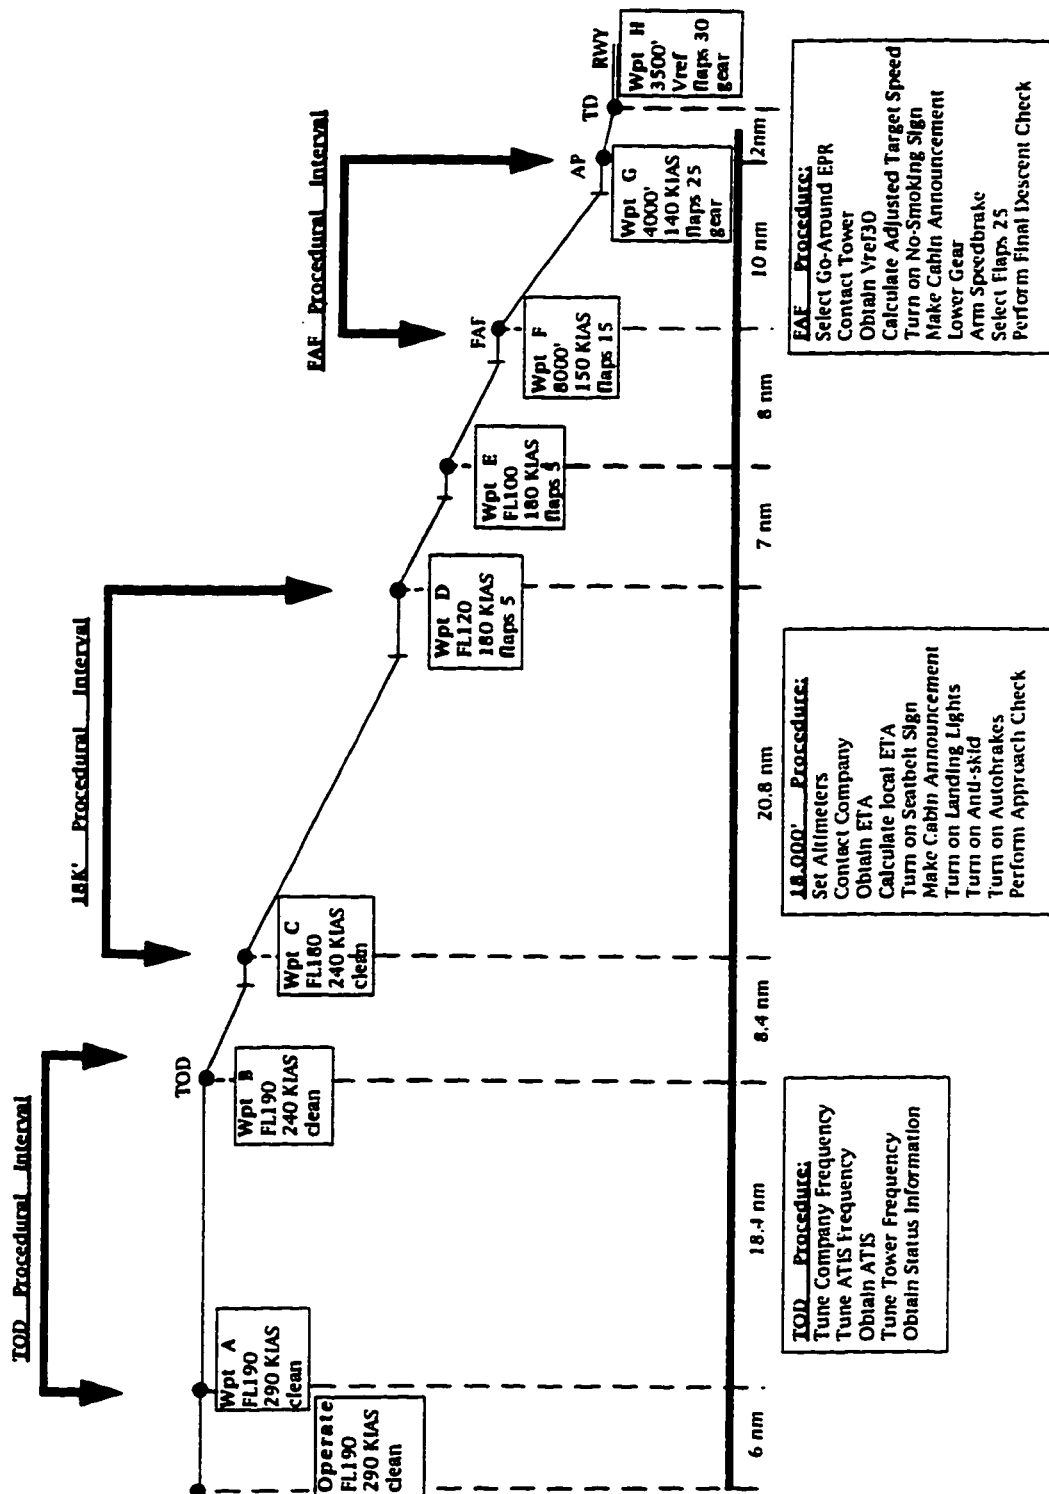 TOD Procedural Interval
18K' Procedural Interval
FAF Procedural Interval
TOD
FAF
AP
TD
RWY
Operate
FL190
290 KIAS
clean
Wpt A
FL190
290 KIAS
clean
Wpt B
FL190
240 KIAS
clean
Wpt C
FL180
240 KIAS
clean
Wpt D
FL120
180 KIAS
flaps 5
Wpt E
FL100
180 KIAS
flaps 5
Wpt F
8000'
150 KIAS
flaps 15
Wpt G
4000'
140 KIAS
flaps 25
gear
Wpt H
3500'
Vref
flaps 30
gear
6 nm
18.4 nm
8.4 nm
20.8 nm
7 nm
8 nm
10 nm
2nm
TOD Procedure:
Tune Company Frequency
Tune ATIS Frequency
Obtain ATIS
Tune Tower Frequency
Obtain Status Information
18,000' Procedure:
Set Altimeters
Contact Company
Obtain ETA
Calculate local ETA
Turn on Seatbelt Sign
Make Cabin Announcement
Turn on Landing Lights
Turn on Anti-skid
Turn on Autobrakes
Perform Approach Check
FAF Procedure:
Select Go-Around EPR
Contact Tower
Obtain Vref30
Calculate Adjusted Target Speed
Turn on No-Smoking Sign
Make Cabin Announcement
Lower Gear
Arm Speedbrake
Select Flaps 25
Perform Final Descent Check